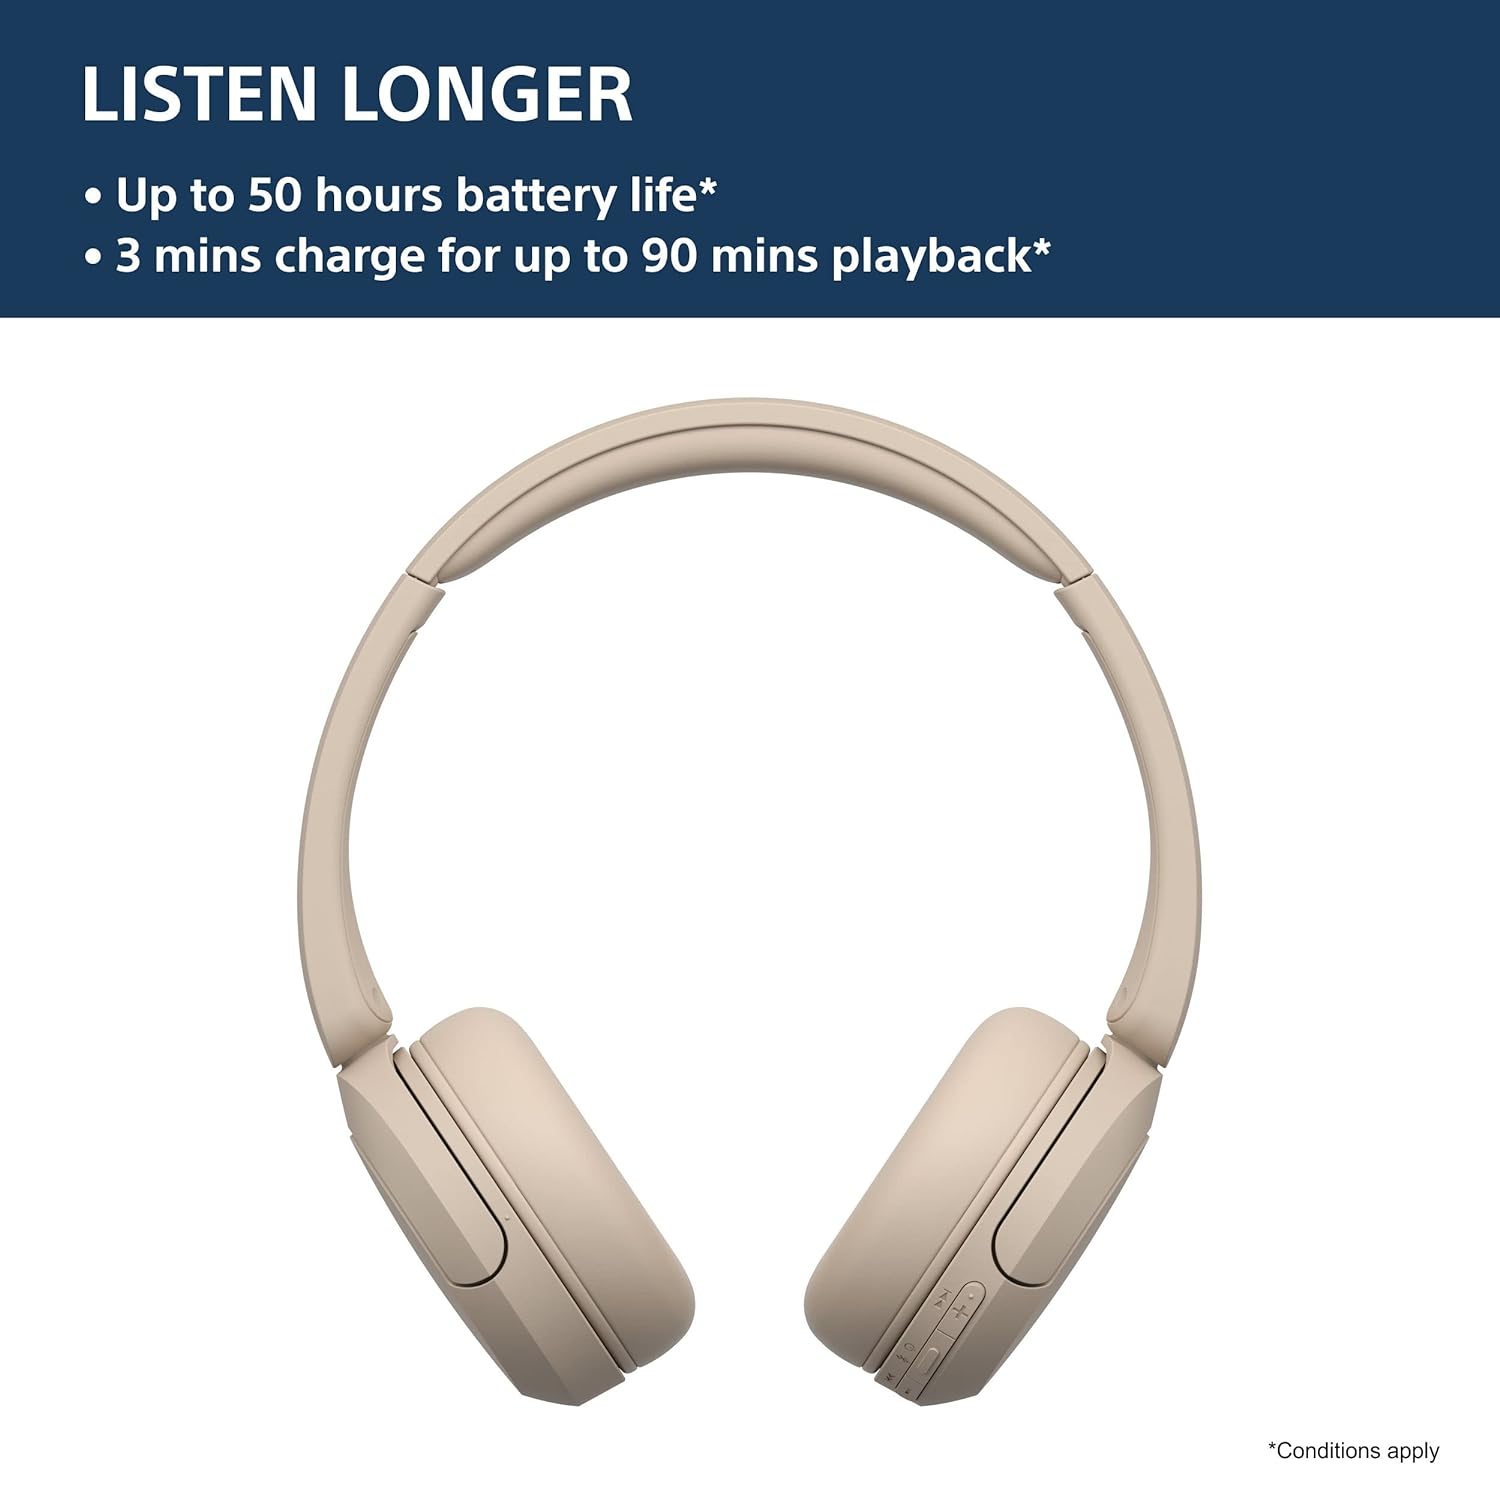 LISTEN LONGER
• Up to 50 hours battery life*
• 3 mins charge for up to 90 mins playback*
*Conditions apply